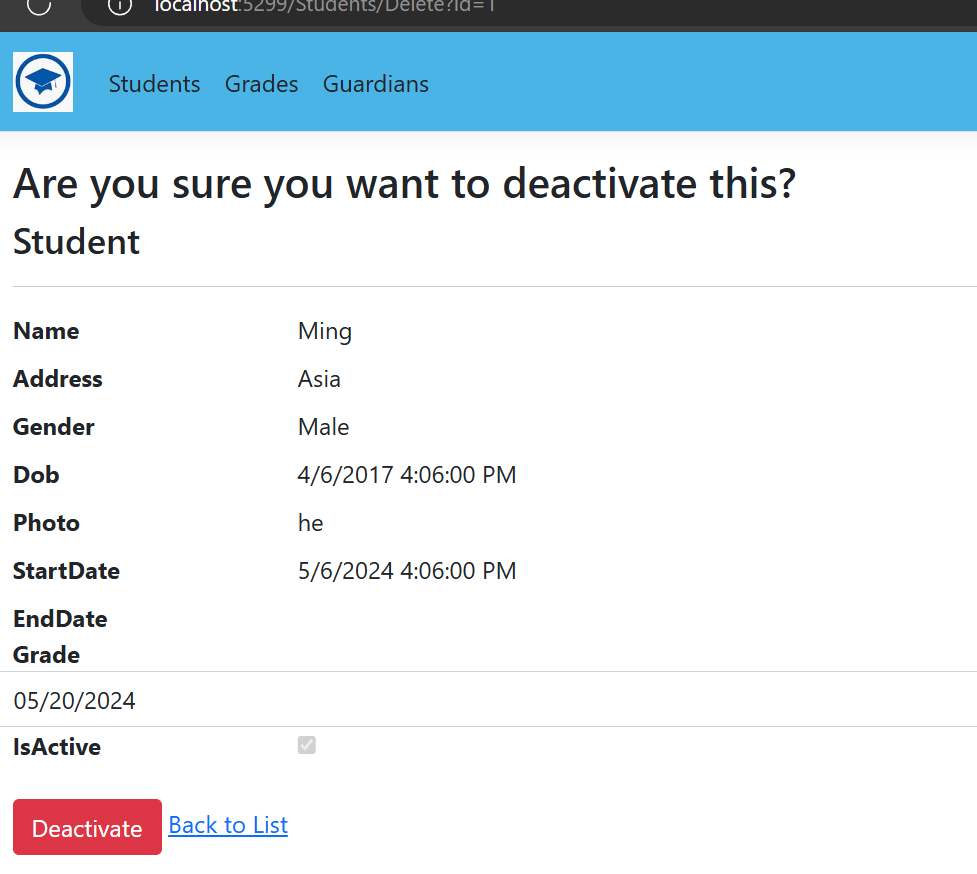 localhost:5299/Students/Delete?id=1
Students Grades Guardians
Are you sure you want to deactivate this?
Student
Name Ming
Address Asia
Gender Male
Dob 4/6/2017 4:06:00 PM
Photo he
StartDate 5/6/2024 4:06:00 PM
EndDate
Grade
05/20/2024
IsActive
Deactivate Back to List